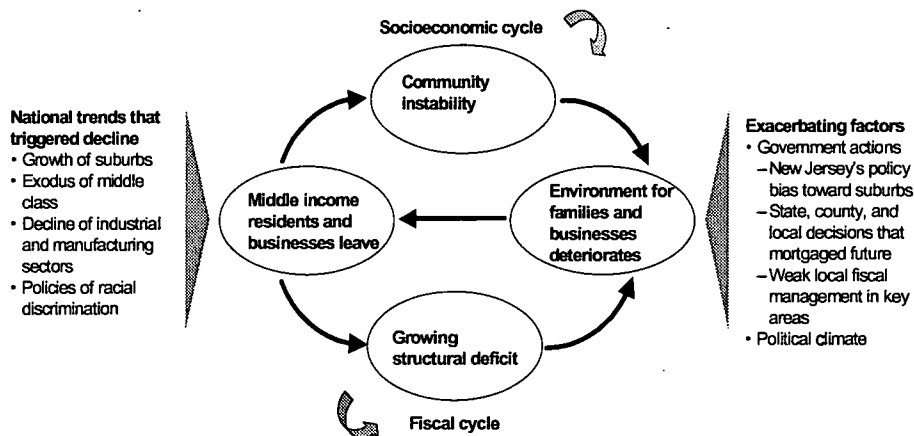 Socioeconomic cycle
Community
instability
National trends that
triggered decline
• Growth of suburbs
• Exodus of middle
class
• Decline of industrial
and manufacturing
sectors
• Policies of racial
discrimination
Middle income
residents and
businesses leave
Environment for
families and
businesses
deteriorates
Exacerbating factors
• Government actions
–New Jersey's policy
bias toward suburbs
–State, county, and
local decisions that
mortgaged future
–Weak local fiscal
management in key
areas
• Political climate
Growing
structural deficit
Fiscal cycle